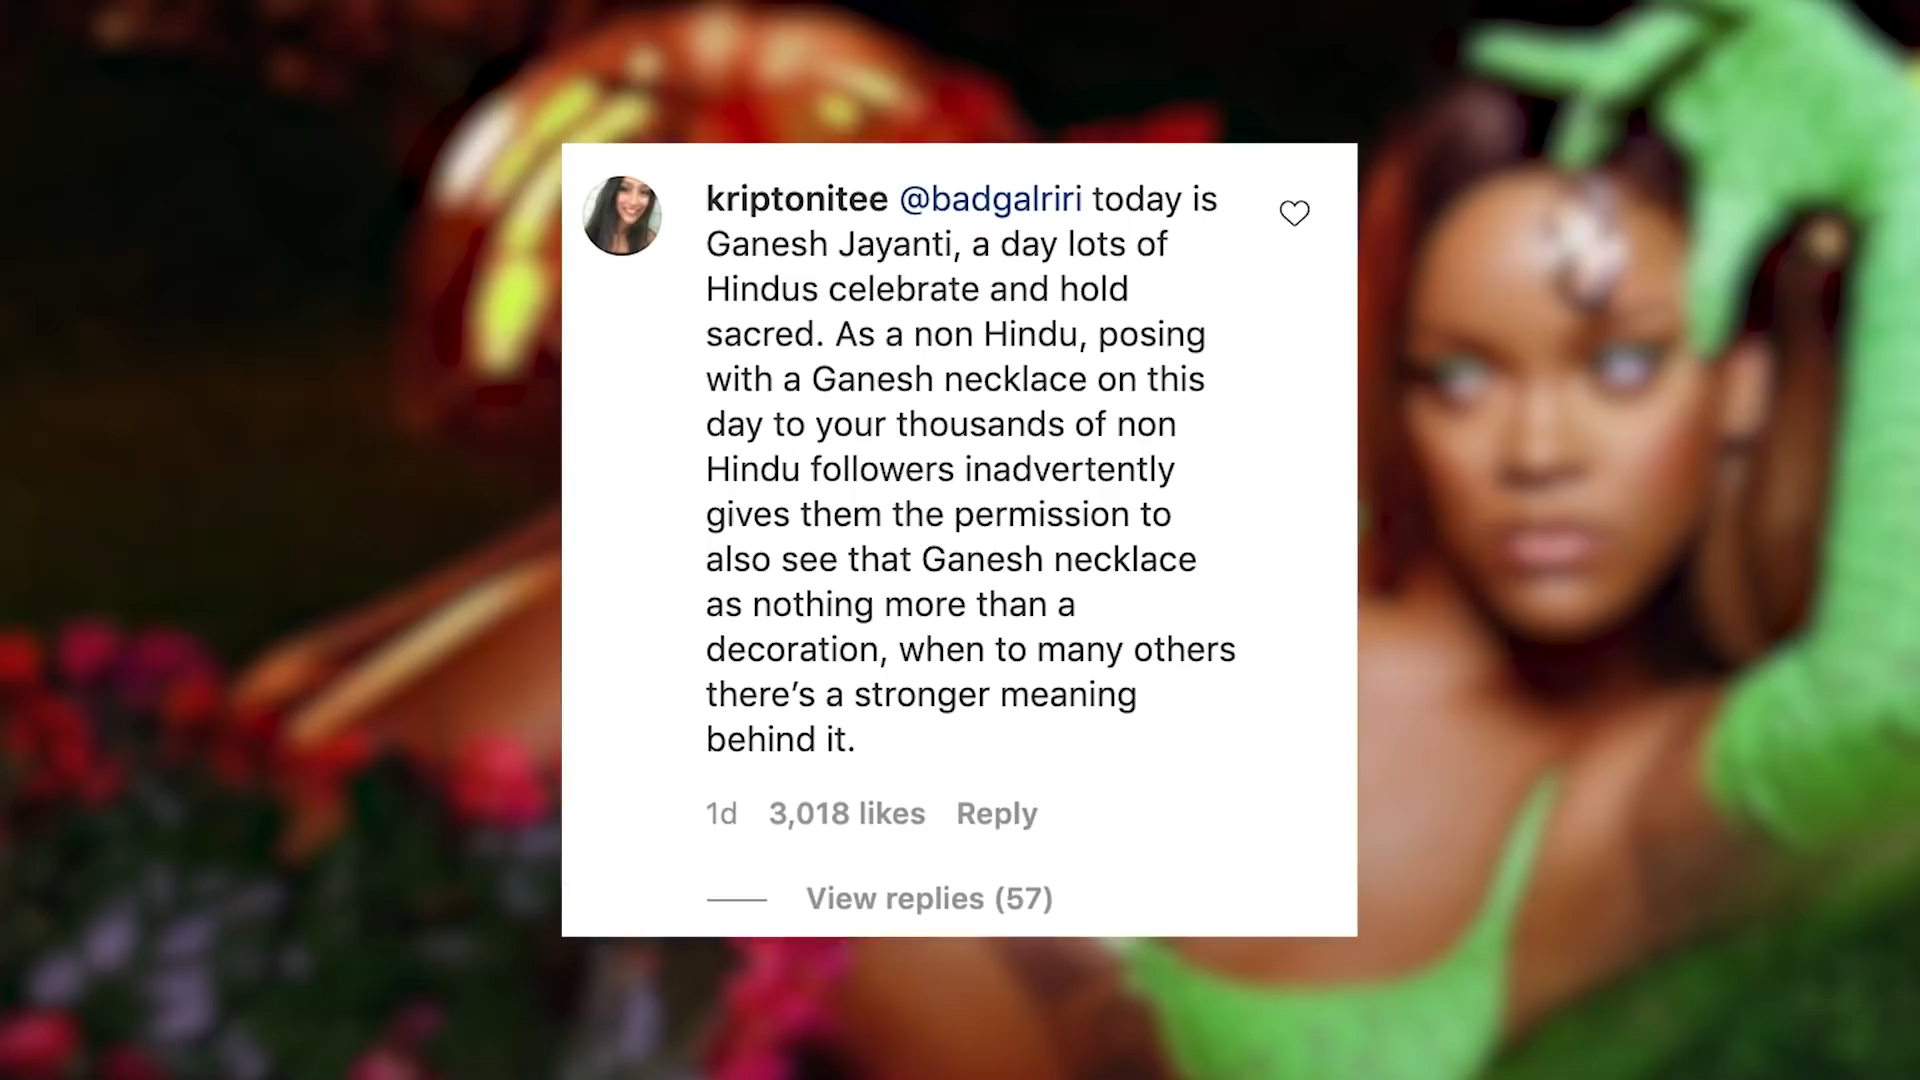 kriptonitee @badgalriri today is
Ganesh Jayanti, a day lots of
Hindus celebrate and hold
sacred. As a non Hindu, posing
with a Ganesh necklace on this
day to your thousands of non
Hindu followers inadvertently
gives them the permission to
also see that Ganesh necklace
as nothing more than a
decoration, when to many others
there’s a stronger meaning
behind it.
1d 3,018 likes Reply
View replies (57)